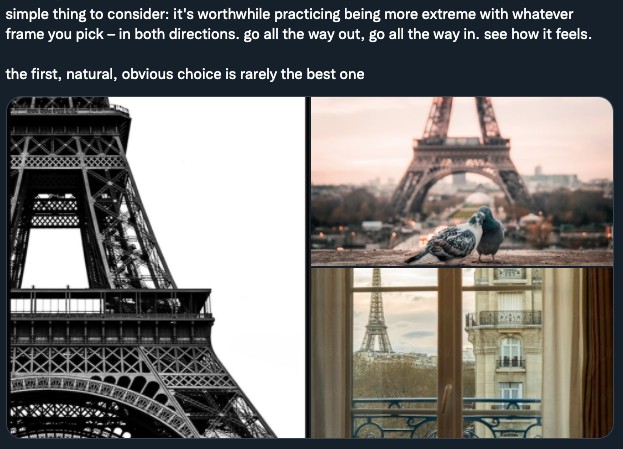 simple thing to consider: it's worthwhile practicing being more extreme with whatever
frame you pick – in both directions. go all the way out, go all the way in. see how it feels.
the first, natural, obvious choice is rarely the best one